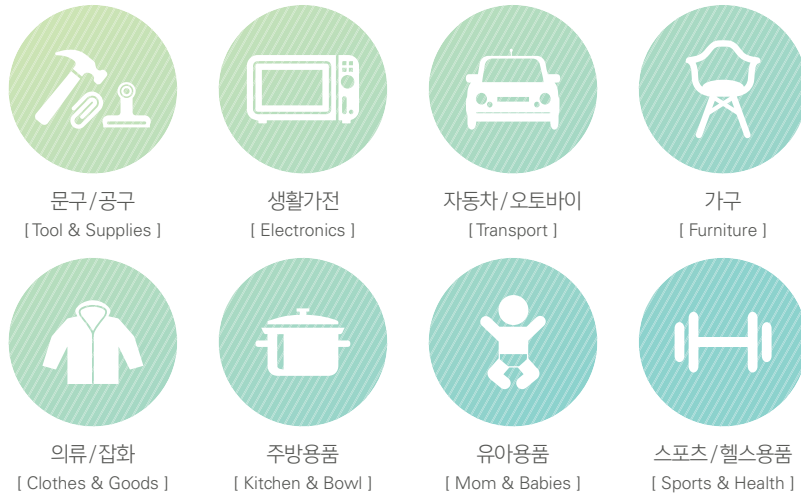 문구/공구
[ Tool & Supplies ]
생활가전
[ Electronics ]
자동차/오토바이
[ Transport ]
가구
[ Furniture ]
의류/잡화
[ Clothes & Goods ]
주방용품
[ Kitchen & Bowl ]
유아용품
[ Mom & Babies ]
스포츠/헬스용품
[ Sports & Health ]